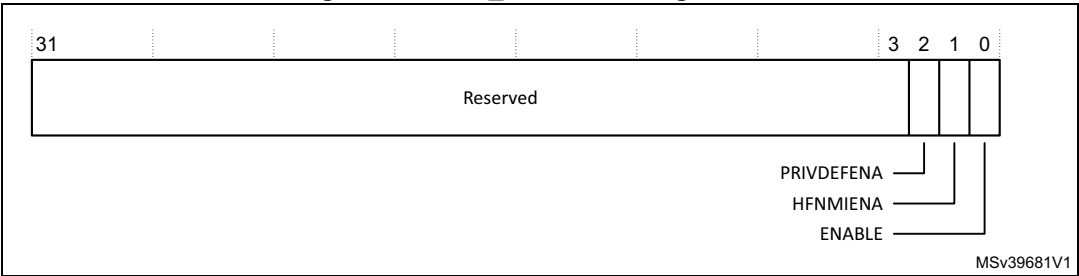 31 3 2 1 0
Reserved
PRIVDEFENA
HFNMIENA
ENABLE
MSv39681V1